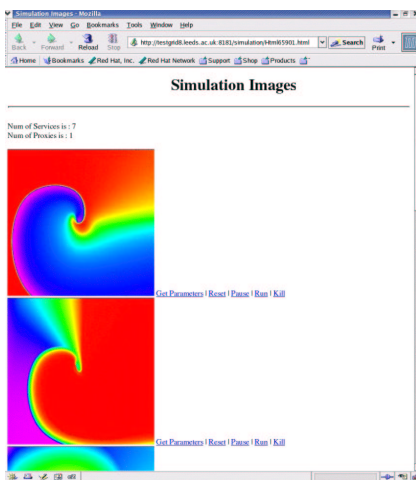 Simulation Images - Mozilla
File Edit View Go Bookmarks Tools Window Help
Back Forward Reload Stop http://testgrid8.leeds.ac.uk:8181/simulation/Html65901.html Search Print
Home Bookmarks Red Hat, Inc. Red Hat Network Support Shop Products
Simulation Images
Num of Services is : 7
Num of Proxies is : 1
Get Parameters | Reset | Pause | Run | Kill
Get Parameters | Reset | Pause | Run | Kill